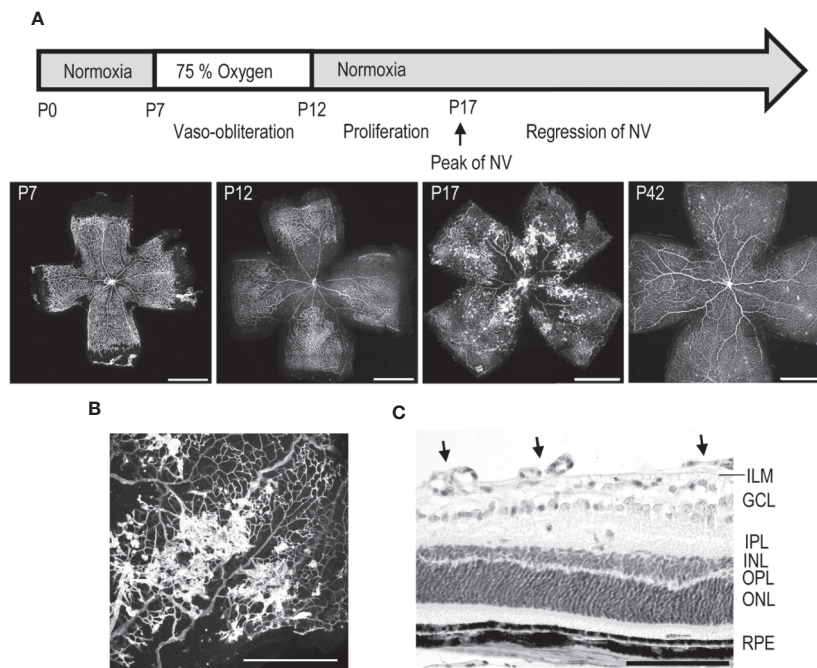 A
Normoxia
75 % Oxygen
Normoxia
P0
P7
P12
P17
Vaso-obliteration
Proliferation
Regression of NV
Peak of NV
P7
P12
P17
P42
B
C
ILM
GCL
IPL
INL
OPL
ONL
RPE